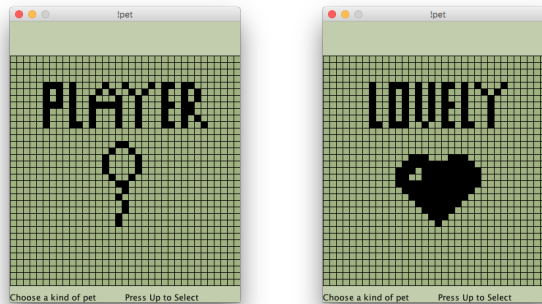 !pet
PLAYER
Choose a kind of pet Press Up to Select
!pet
LOVELY
Choose a kind of pet Press Up to Select